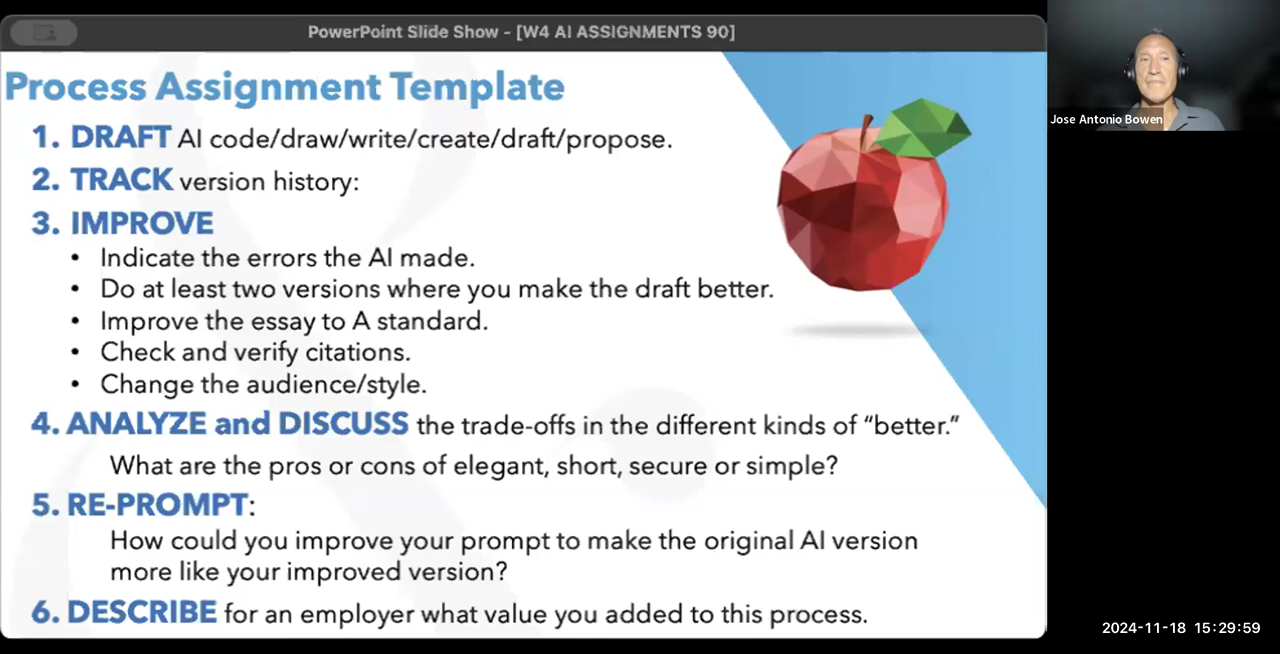 PowerPoint Slide Show - [W4 AI ASSIGNMENTS 90]
Process Assignment Template
1. DRAFT AI code/draw/write/create/draft/propose.
2. TRACK version history:
3. IMPROVE
• Indicate the errors the AI made.
• Do at least two versions where you make the draft better.
• Improve the essay to A standard.
• Check and verify citations.
• Change the audience/style.
4. ANALYZE and DISCUSS the trade-offs in the different kinds of “better.”
What are the pros or cons of elegant, short, secure or simple?
5. RE-PROMPT:
How could you improve your prompt to make the original AI version
more like your improved version?
6. DESCRIBE for an employer what value you added to this process.
Jose Antonio Bowen
2024-11-18 15:29:59